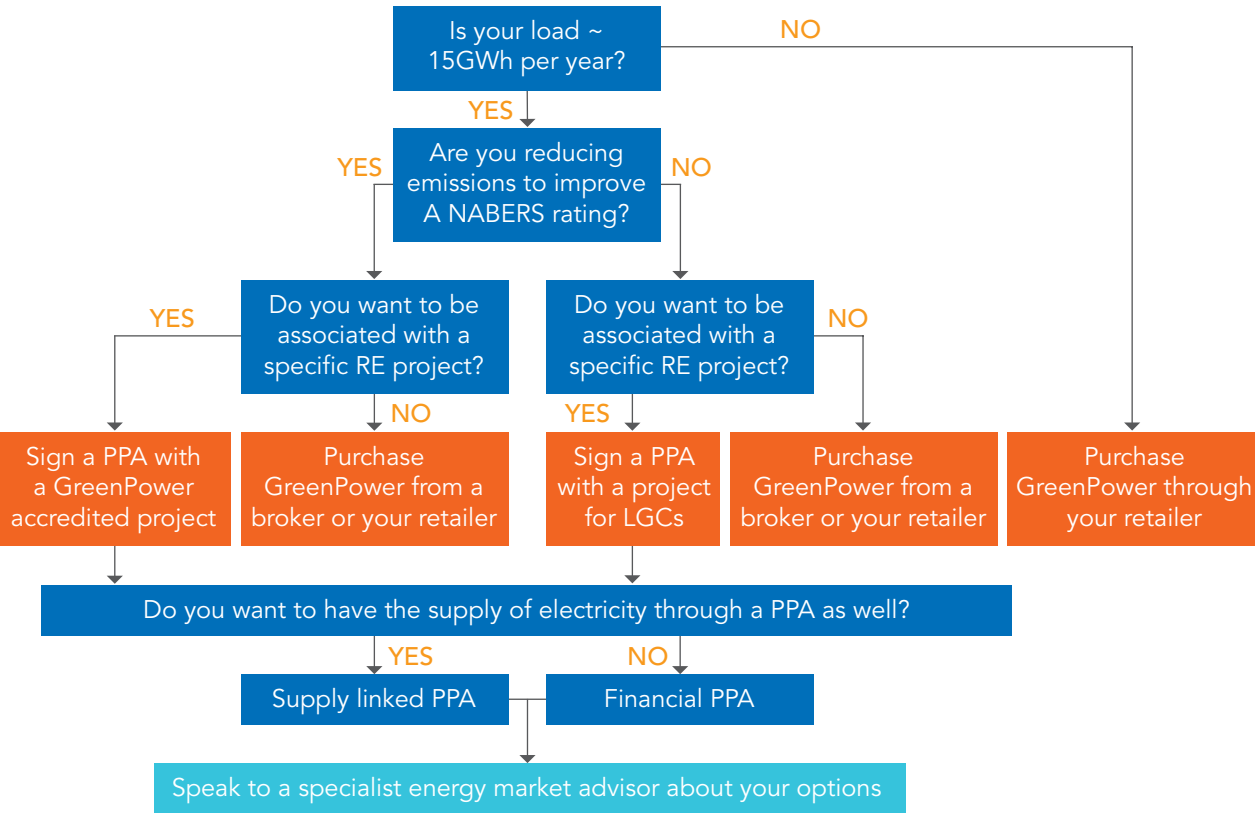 Is your load ~
15GWh per year?
NO
YES
Are you reducing
emissions to improve
A NABERS rating?
YES
NO
Do you want to be
associated with a
specific RE project?
Do you want to be
associated with a
specific RE project?
YES
NO
NO
YES
Sign a PPA with
a GreenPower
accredited project
Purchase
GreenPower from a
broker or your retailer
Sign a PPA
with a project
for LGCs
Purchase
GreenPower from a
broker or your retailer
Purchase
GreenPower through
your retailer
Do you want to have the supply of electricity through a PPA as well?
YES
NO
Supply linked PPA
Financial PPA
Speak to a specialist energy market advisor about your options